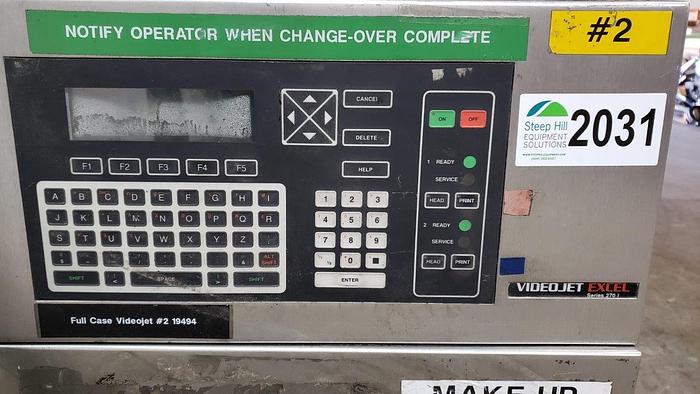 NOTIFY OPERATOR WHEN CHANGE-OVER COMPLETE
#2
Steep Hill
EQUIPMENT
SOLUTIONS
2031
CANCEL
DELETE
HELP
F1 F2 F3 F4 F5
ON OFF
1 READY
SERVICE
HEAD PRINT
2 READY
SERVICE
HEAD PRINT
A B C D E F G H I
J K L M N O P Q R
S T U V W X Y Z
ALT
SHIFT
SHIFT SPACE SHIFT
1 2 3
4 5 6
7 8 9
0
ENTER
VIDEOJET EXCEL
Series 270 i
Full Case Videojet #2 19494
MAKE UP